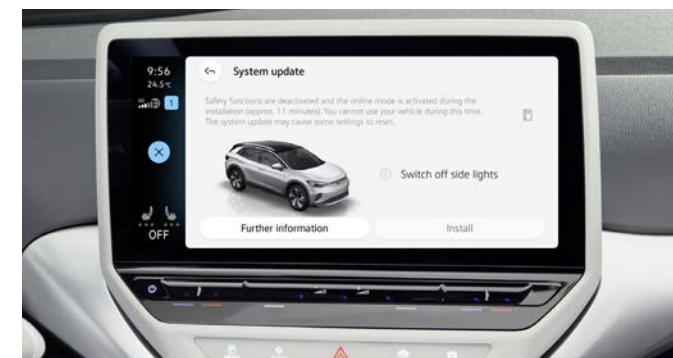 9:56
24.5°C
1
OFF
System update
Safety functions are deactivated and the online mode is activated during the
installation (approx. 11 minutes). You cannot use your vehicle during this time.
The system update may cause some settings to reset.
Switch off side lights
Further information
Install